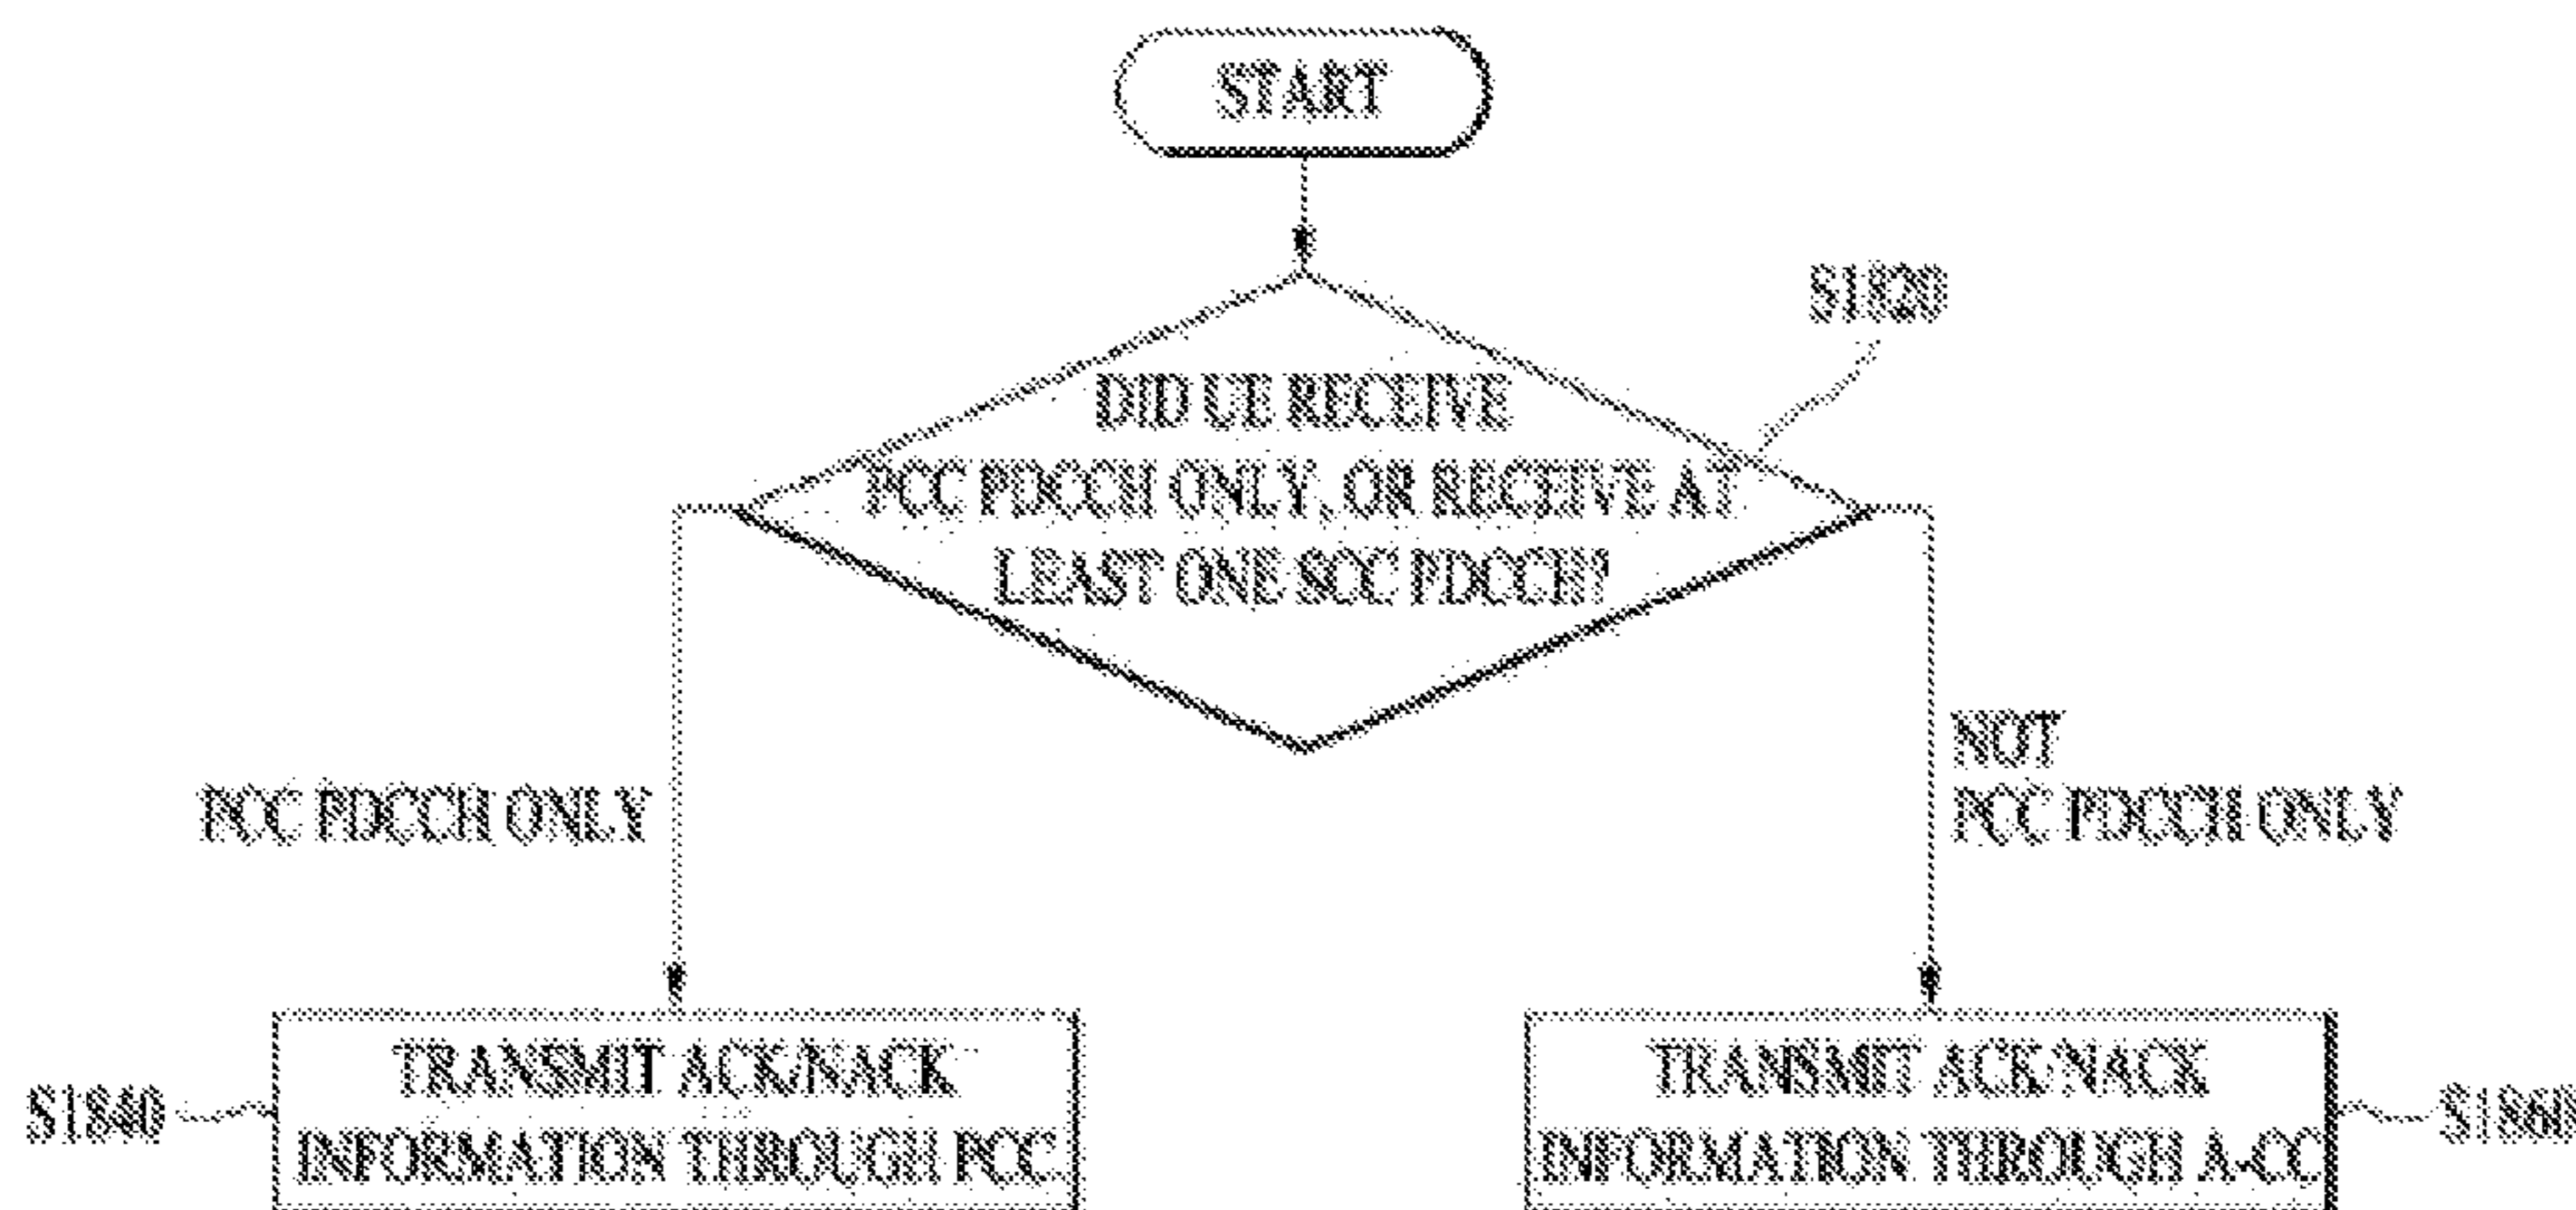 START
S1820
DID UE RECEIVE
PCC PDCCH ONLY, OR RECEIVE AT
LEAST ONE SCC PDCCH?
PCC PDCCH ONLY
NOT
PCC PDCCH ONLY
S1840
TRANSMIT ACK/NACK
INFORMATION THROUGH PCC
TRANSMIT ACK/NACK
INFORMATION THROUGH A-CC
S1860